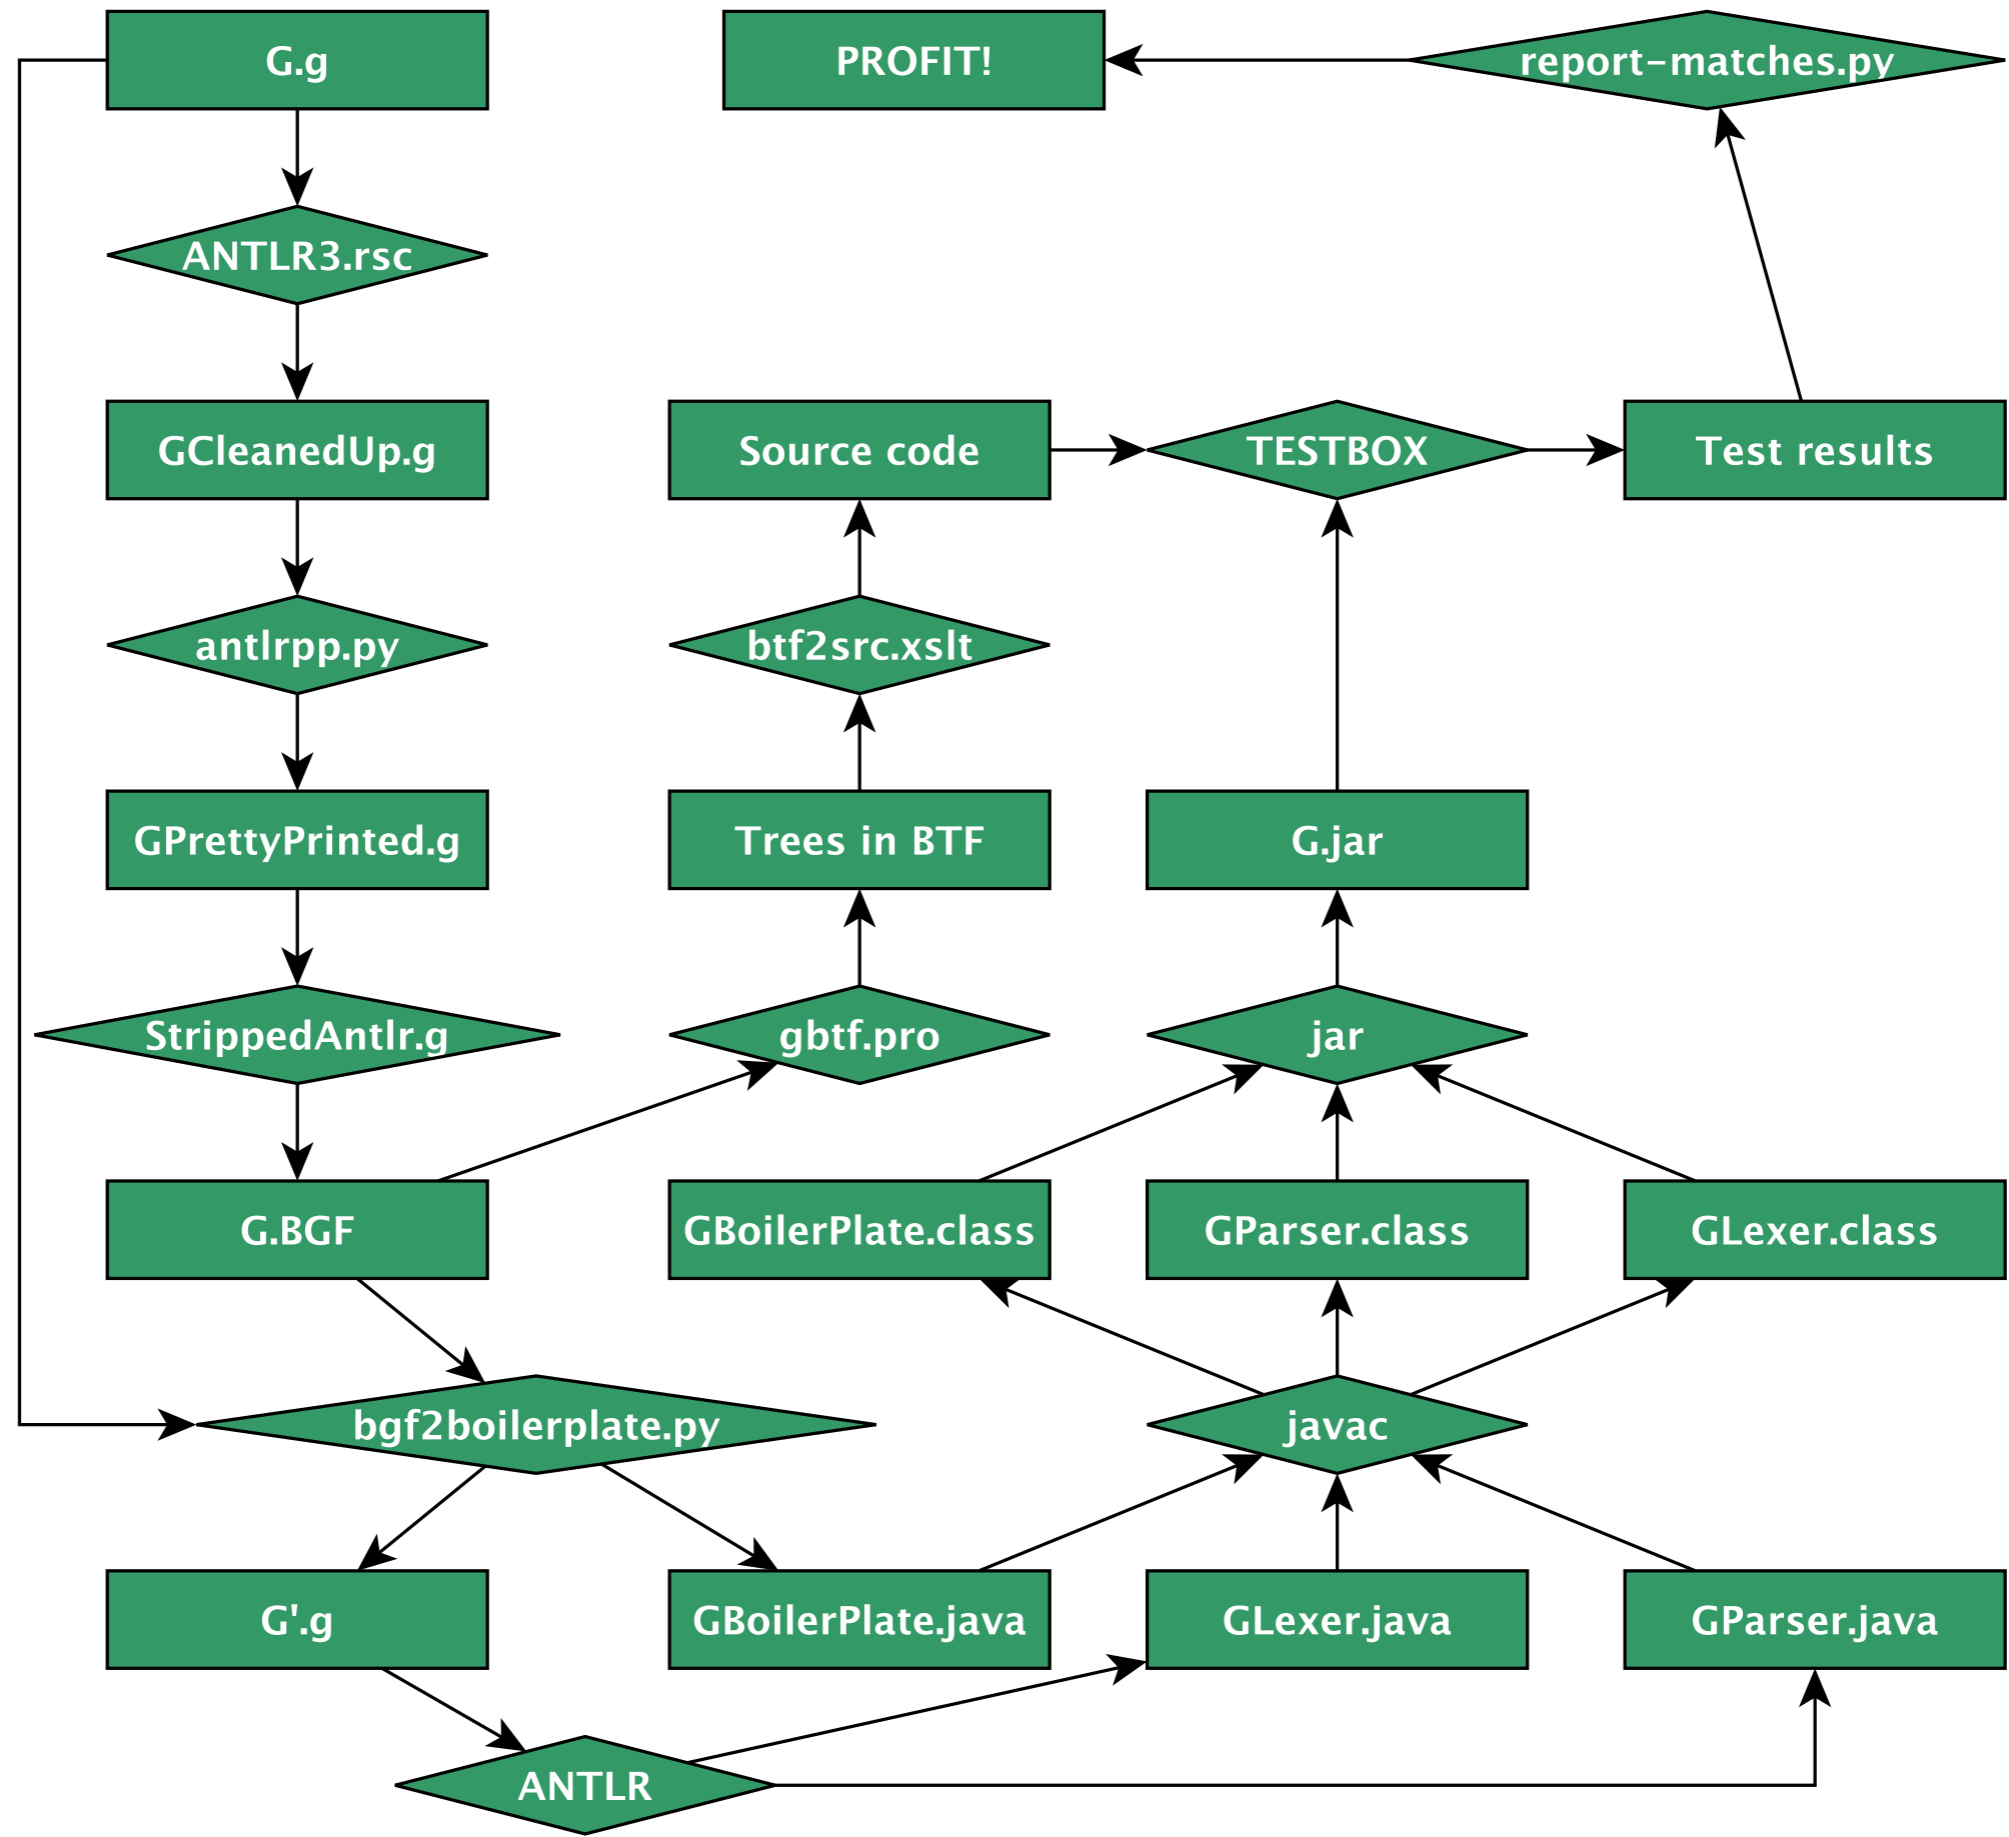 G.g
PROFIT!
report-matches.py
ANTLR3.rsc
GCleanedUp.g
Source code
TESTBOX
Test results
antlrpp.py
btf2src.xslt
GPrettyPrinted.g
Trees in BTF
G.jar
StrippedAntlr.g
gbtf.pro
jar
G.BGF
GBoilerPlate.class
GParser.class
GLexer.class
bgf2boilerplate.py
javac
G'.g
GBoilerPlate.java
GLexer.java
GParser.java
ANTLR